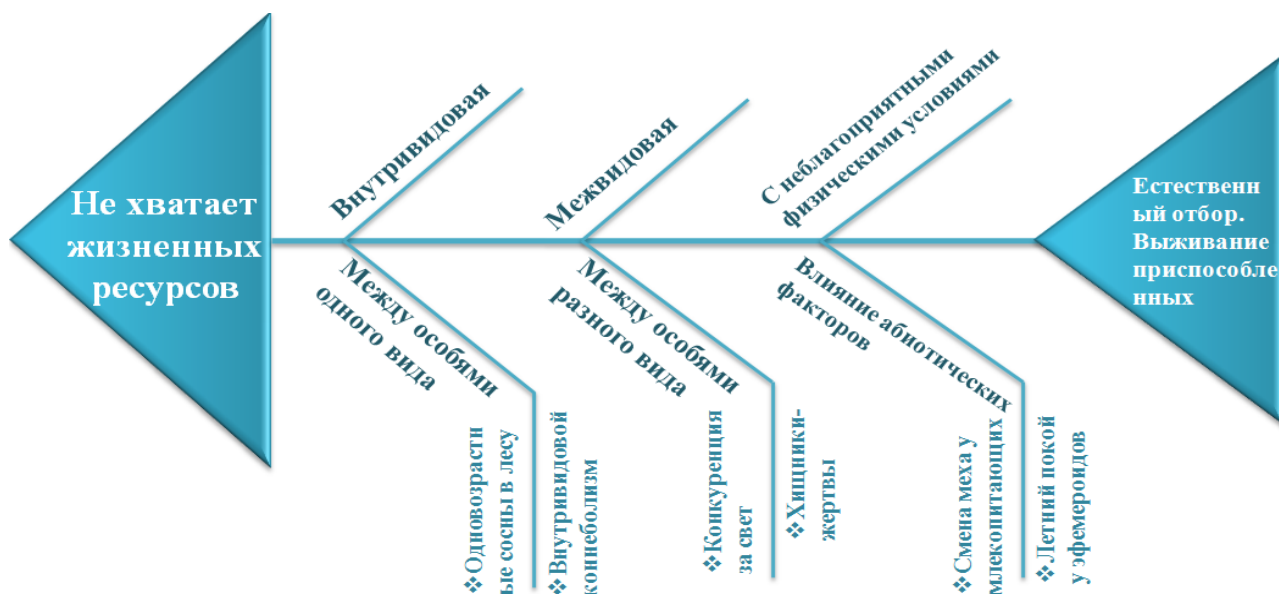 Не хватает
жизненных
ресурсов
Внутривидовая
Между особями
одного вида
❖Одновозрастн
ые сосны в лесу
❖Внутривидовой
коннеболизм
Межвидовая
Между особями
разного вида
❖Конкуренция
за свет
❖Хищники-
жертвы
С неблагоприятными
физическими условиями
Влияние абиотических
факторов
❖Смена меха у
млекопитающих
❖Летний покой
у эфемероидов
Естественн
ый отбор.
Выживание
приспособле
нных